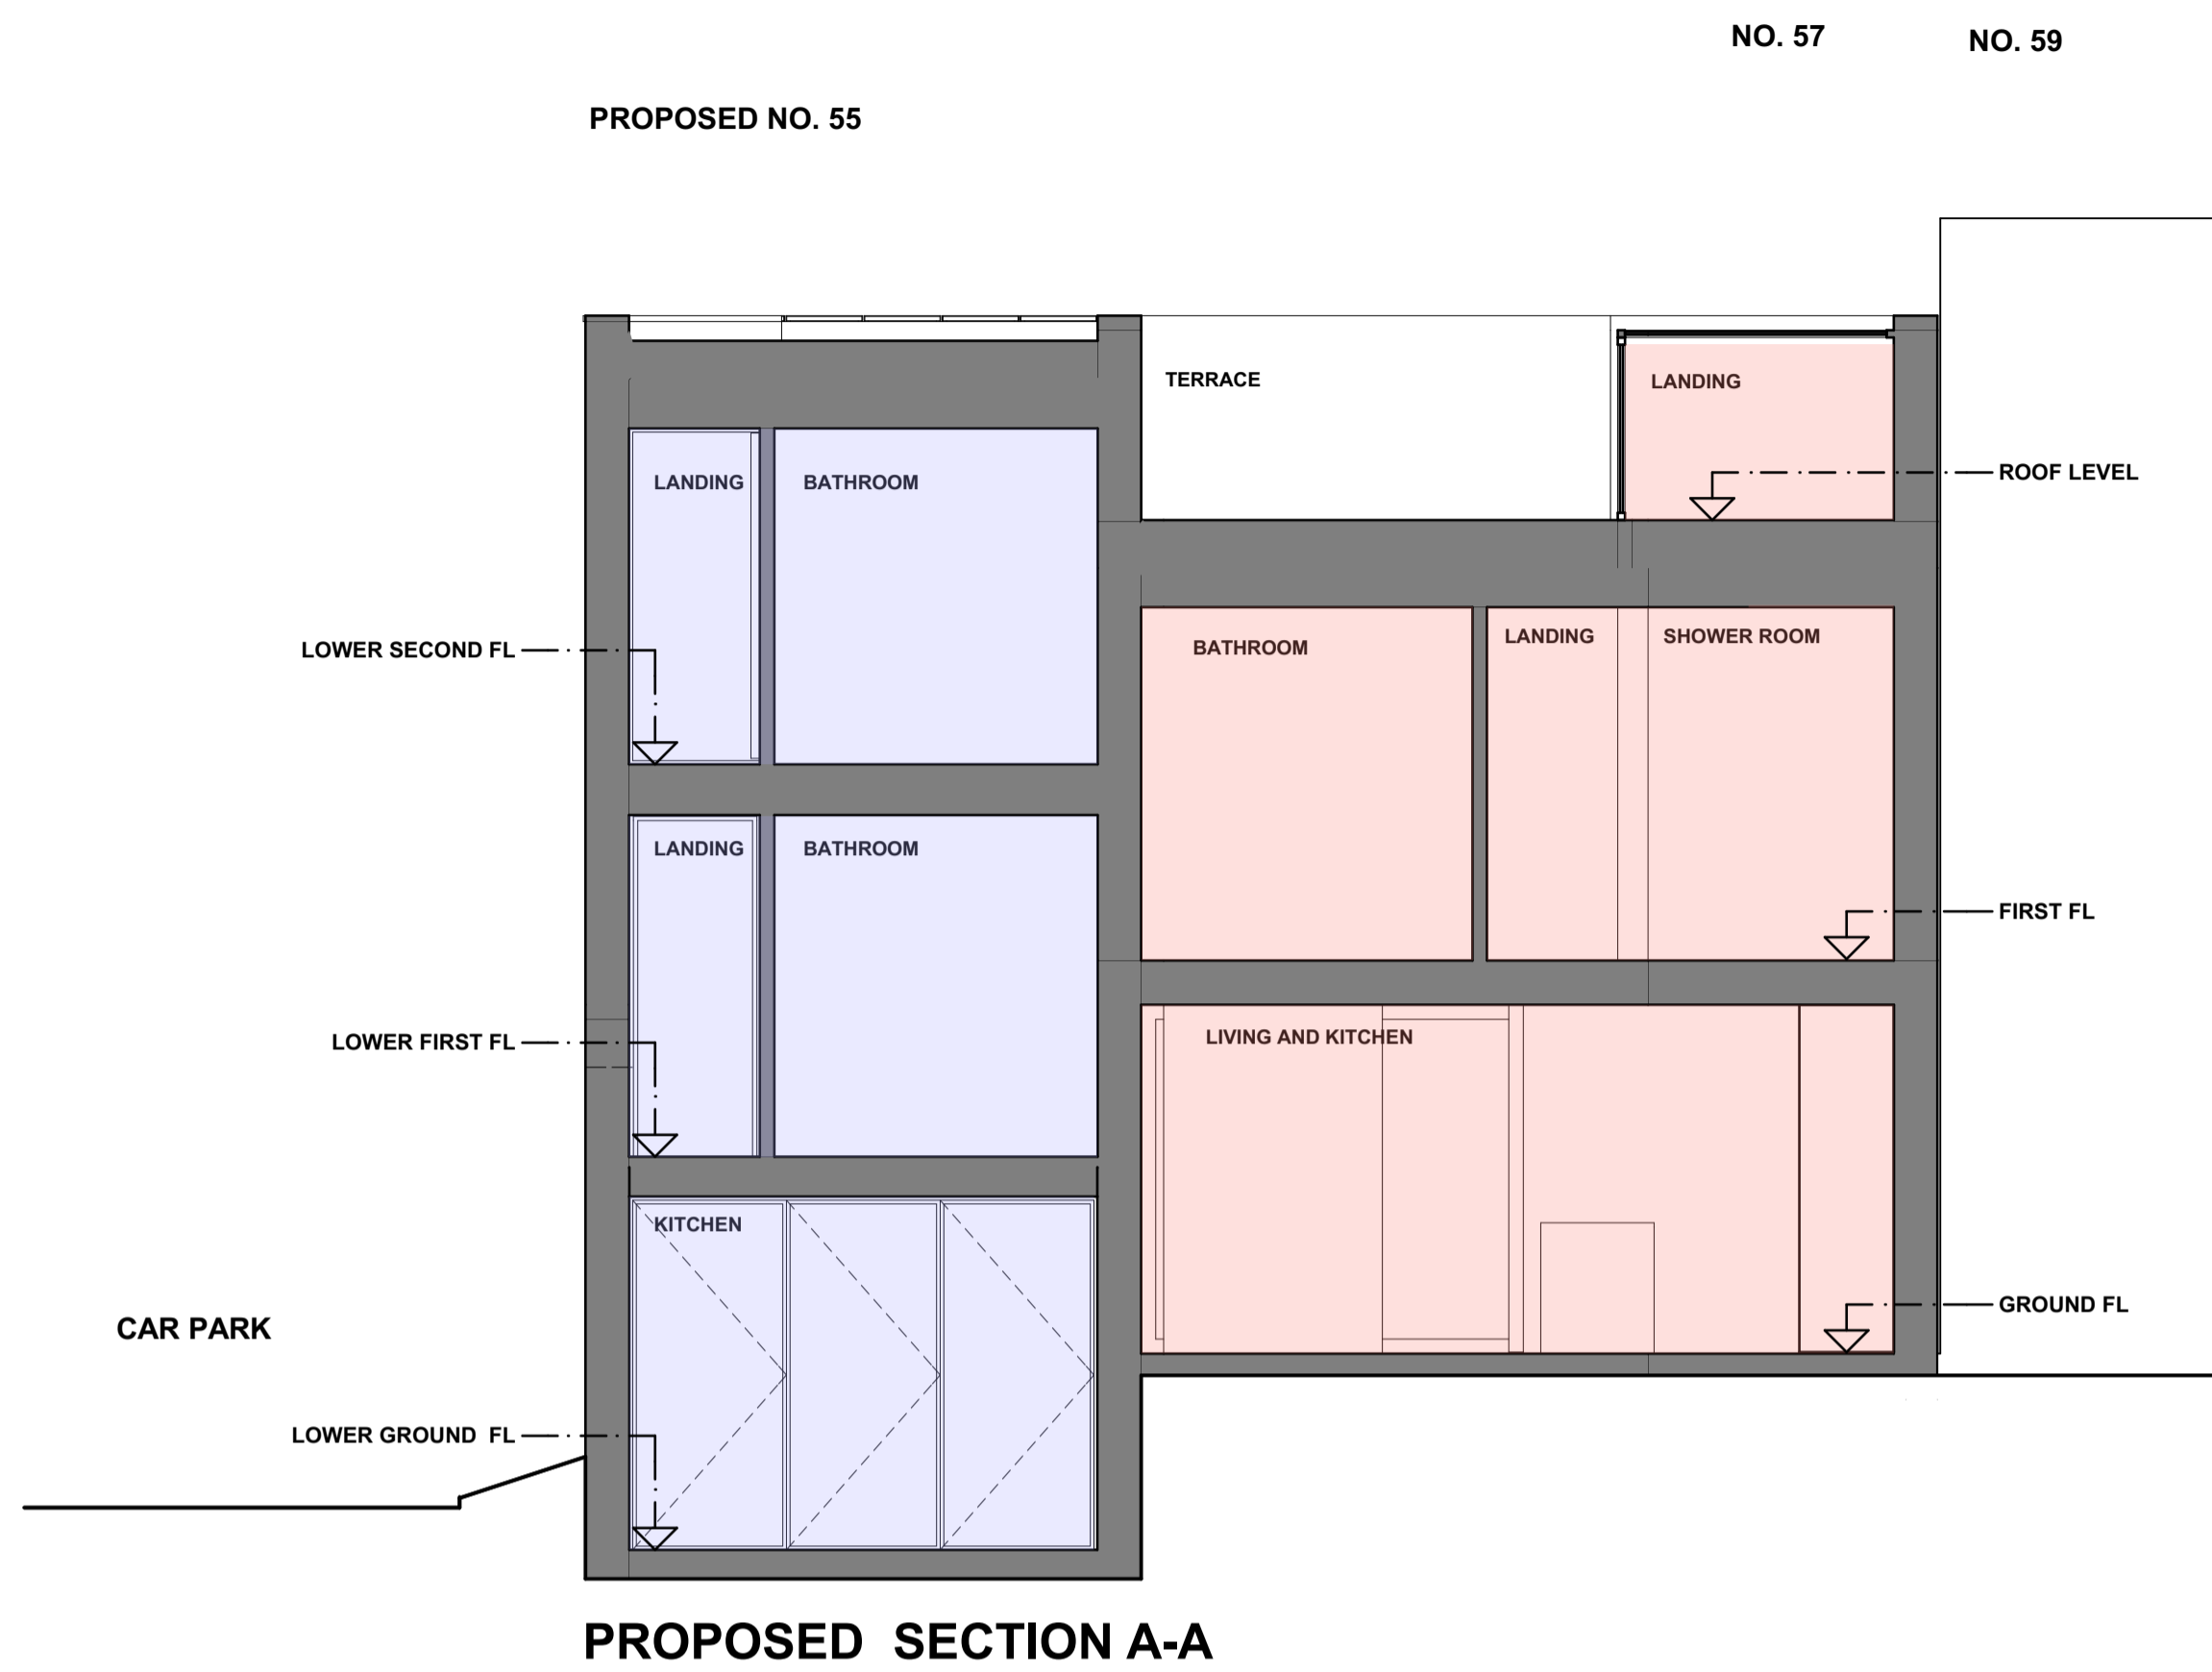 NO. 57
NO. 59
PROPOSED NO. 55
TERRACE
LANDING
ROOF LEVEL
LANDING
BATHROOM
LOWER SECOND FL
BATHROOM
LANDING
SHOWER ROOM
LANDING
BATHROOM
FIRST FL
LOWER FIRST FL
LIVING AND KITCHEN
KITCHEN
GROUND FL
CAR PARK
LOWER GROUND FL
PROPOSED SECTION A-A